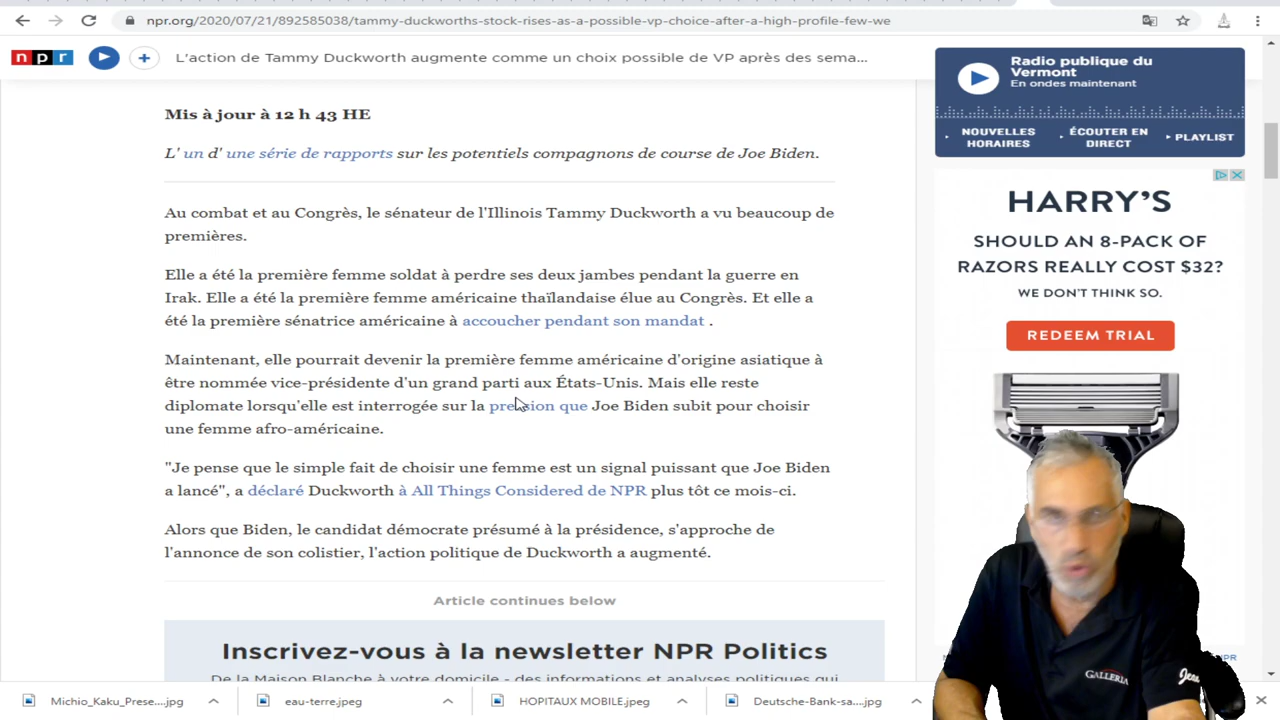 npr.org/2020/07/21/892585038/tammy-duckworths-stock-rises-as-a-possible-vp-choice-after-a-high-profile-few-we
n p r
L'action de Tammy Duckworth augmente comme un choix possible de VP après des sema...
Mis à jour à 12 h 43 HE
L' un d' une série de rapports sur les potentiels compagnons de course de Joe Biden.
Au combat et au Congrès, le sénateur de l'Illinois Tammy Duckworth a vu beaucoup de
premières.
Elle a été la première femme soldat à perdre ses deux jambes pendant la guerre en
Irak. Elle a été la première femme américaine thaïlandaise élue au Congrès. Et elle a
été la première sénatrice américaine à accoucher pendant son mandat .
Maintenant, elle pourrait devenir la première femme américaine d'origine asiatique à
être nommée vice-présidente d'un grand parti aux États-Unis. Mais elle reste
diplomate lorsqu'elle est interrogée sur la pression que Joe Biden subit pour choisir
une femme afro-américaine.
"Je pense que le simple fait de choisir une femme est un signal puissant que Joe Biden
a lancé", a déclaré Duckworth à All Things Considered de NPR plus tôt ce mois-ci.
Alors que Biden, le candidat démocrate présumé à la présidence, s'approche de
l'annonce de son colistier, l'action politique de Duckworth a augmenté.
Article continues below
Inscrivez-vous à la newsletter NPR Politics
De la Maison Blanche à votre domicile - des informations et analyses politiques qui
Radio publique du
Vermont
En ondes maintenant
NOUVELLES
HORAIRES
ÉCOUTER EN
DIRECT
PLAYLIST
HARRY'S
SHOULD AN 8-PACK OF
RAZORS REALLY COST $32?
WE DON'T THINK SO.
REDEEM TRIAL
NPR
GALLERIA
Michio_Kaku_Prese....jpg
eau-terre.jpeg
HOPITAUX MOBILE.jpeg
Deutsche-Bank-sa....jpg